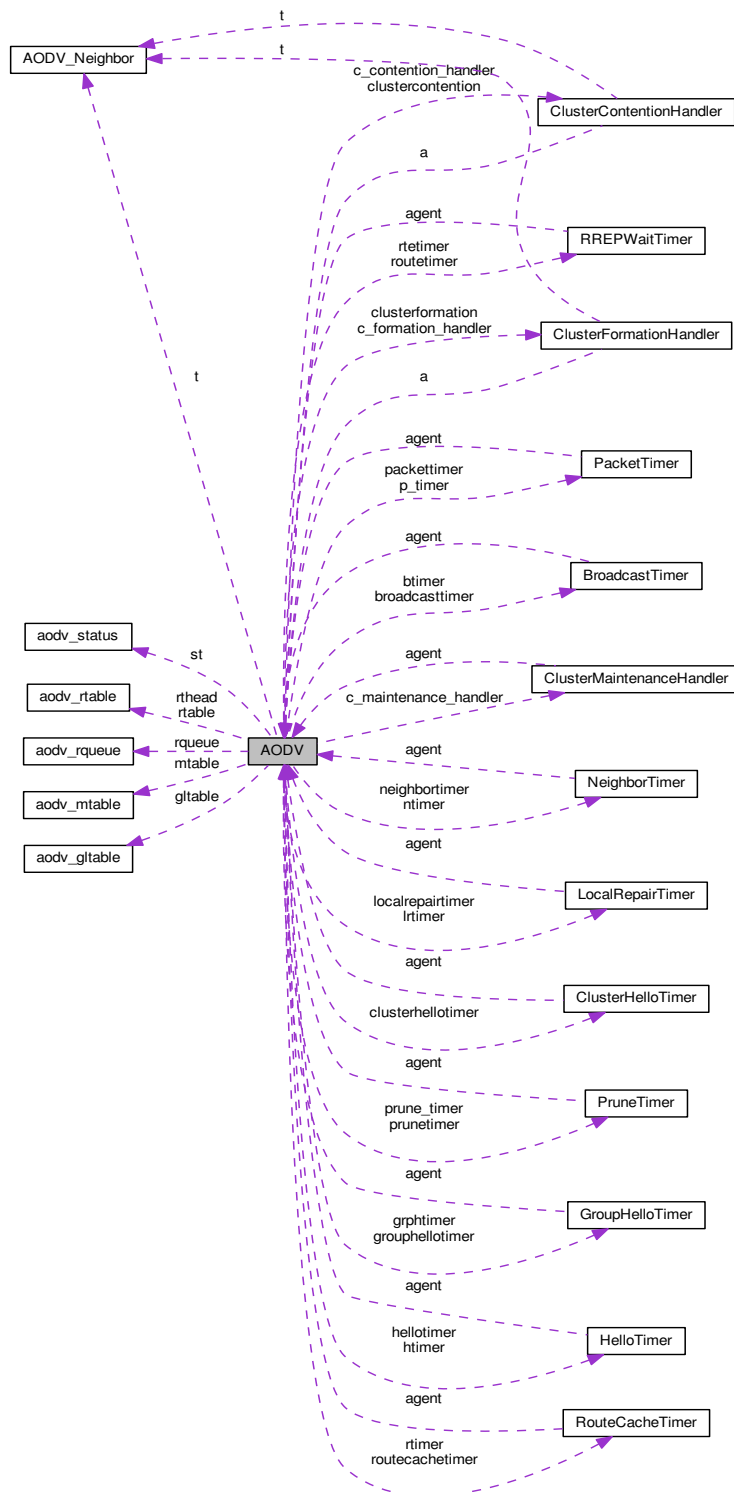 t
AODV_Neighbor
t
c_contention_handler
clustercontention
ClusterContentionHandler
a
agent
RREPWaitTimer
rtetimer
routetimer
clusterformation
c_formation_handler
ClusterFormationHandler
t
a
agent
PacketTimer
packettimer
p_timer
agent
BroadcastTimer
btimer
broadcasttimer
aodv_status
st
agent
ClusterMaintenanceHandler
aodv_rtable
rthead
rtable
c_maintenance_handler
aodv_rqueue
rqueue
AODV
mtable
agent
NeighborTimer
neighbortimer
ntimer
aodv_mtable
gltable
agent
aodv_gltable
LocalRepairTimer
localrepairtimer
lrtimer
agent
ClusterHelloTimer
clusterhellotimer
agent
PruneTimer
prune_timer
prunetimer
agent
GroupHelloTimer
grphtimer
grouphellotimer
agent
HelloTimer
hellotimer
htimer
agent
RouteCacheTimer
rtimer
routecachetimer